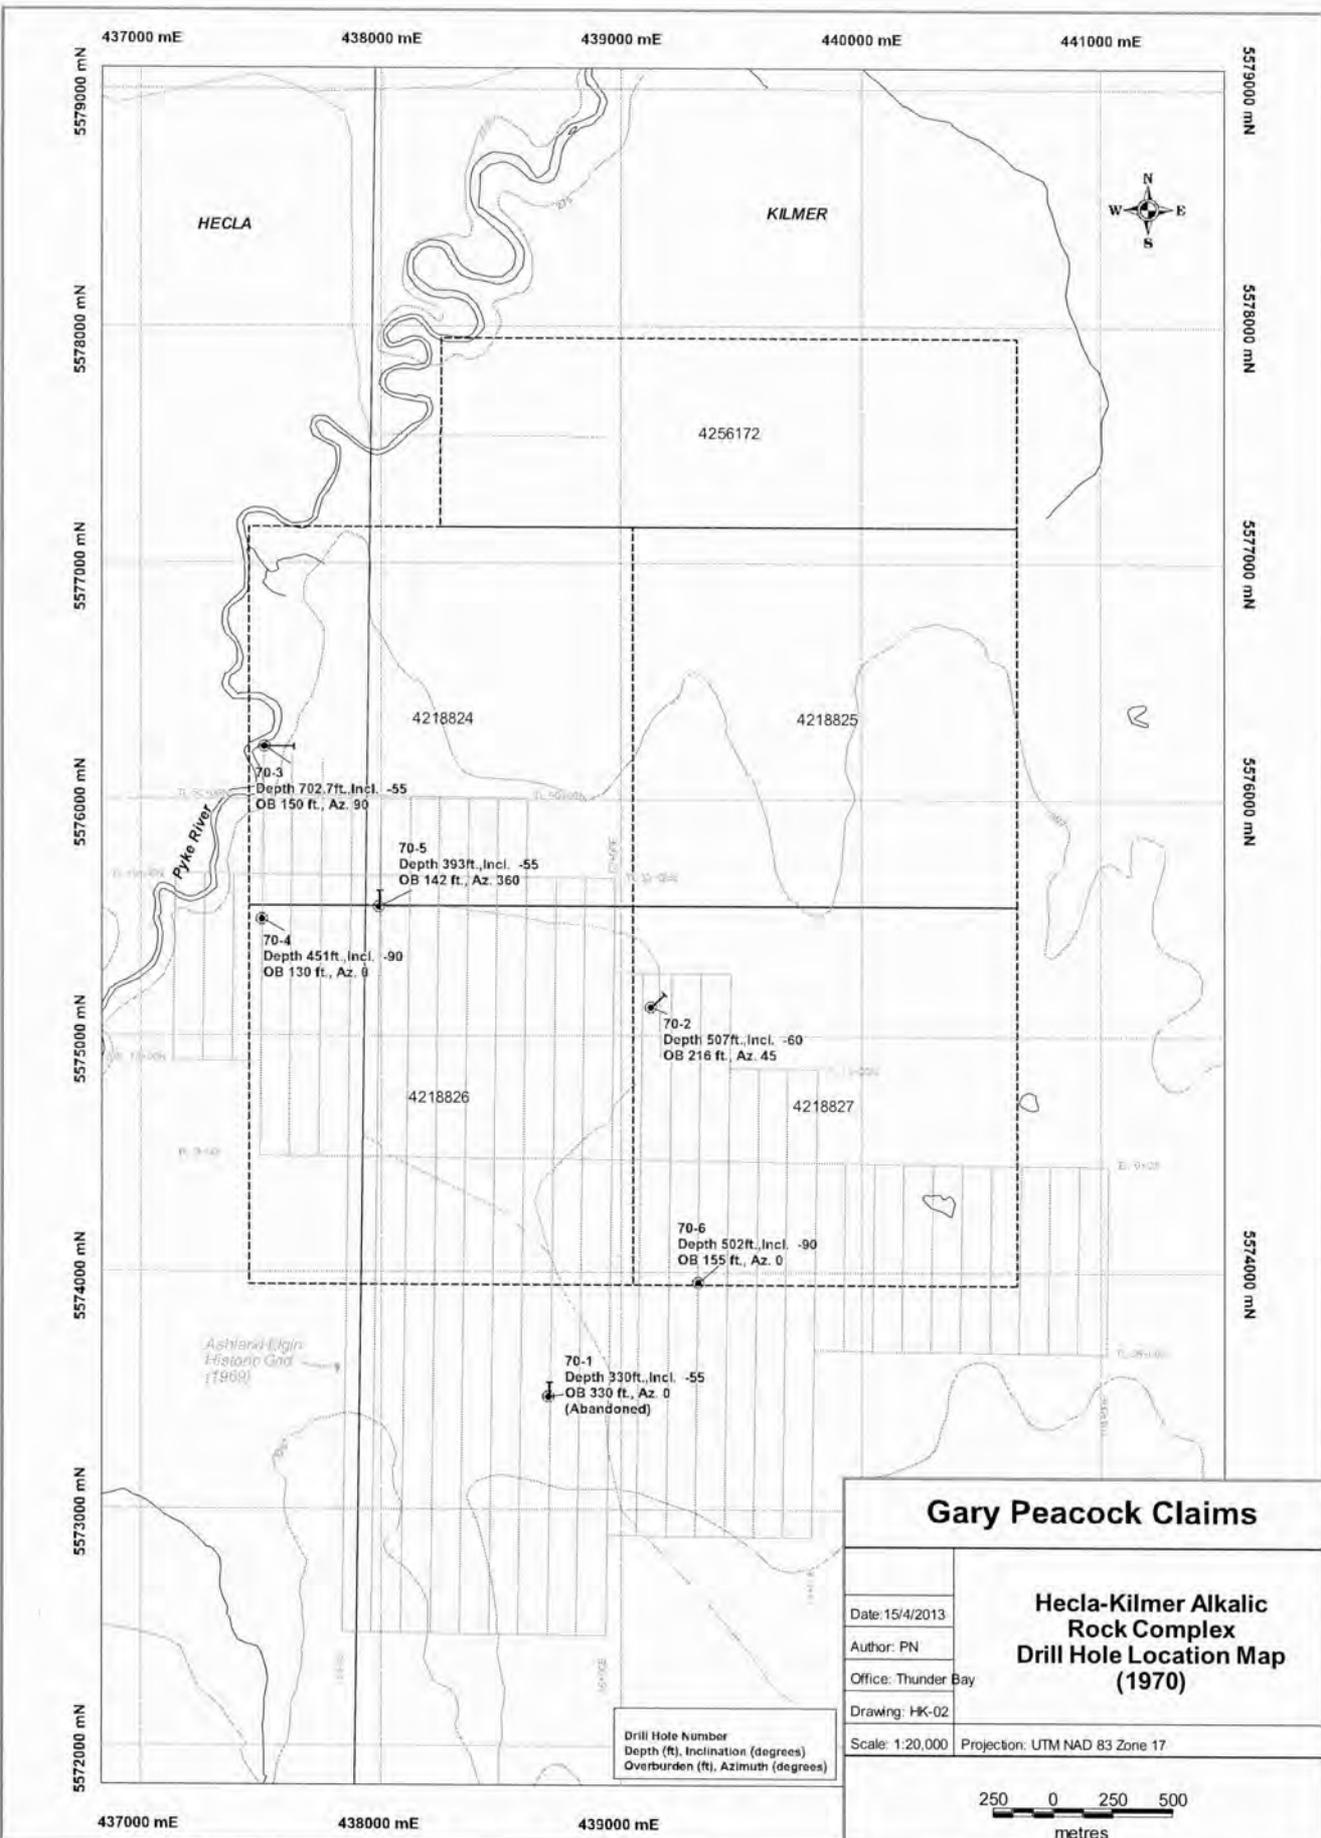 437000 mE
438000 mE
439000 mE
440000 mE
441000 mE
5579000 mN
5579000 mN
N
W
E
S
HECLA
KILMER
275
5578000 mN
5578000 mN
4256172
5577000 mN
5577000 mN
4218824
4218825
70-3
Depth 702.7ft.,Incl. -55
OB 150 ft., Az. 90
5576000 mN
5576000 mN
Pyke River
70-5
Depth 393ft.,Incl. -55
OB 142 ft., Az. 360
70-4
Depth 451ft.,Incl. -90
OB 130 ft., Az. 0
70-2
Depth 507ft.,Incl. -60
OB 216 ft., Az. 45
5575000 mN
4218826
4218827
70-6
Depth 502ft.,Incl. -90
OB 155 ft., Az. 0
5574000 mN
5574000 mN
Ashland-Elgin
Historic Grid
(1969)
70-1
Depth 330ft.,Incl. -55
OB 330 ft., Az. 0
(Abandoned)
5573000 mN
5572000 mN
Gary Peacock Claims
Date:15/4/2013
Author: PN
Office: Thunder Bay
Drawing: HK-02
Scale: 1:20,000
Hecla-Kilmer Alkalic
Rock Complex
Drill Hole Location Map
(1970)
Projection: UTM NAD 83 Zone 17
Drill Hole Number
Depth (ft), Inclination (degrees)
Overburden (ft), Azimuth (degrees)
250 0 250 500
metres
437000 mE
438000 mE
439000 mE